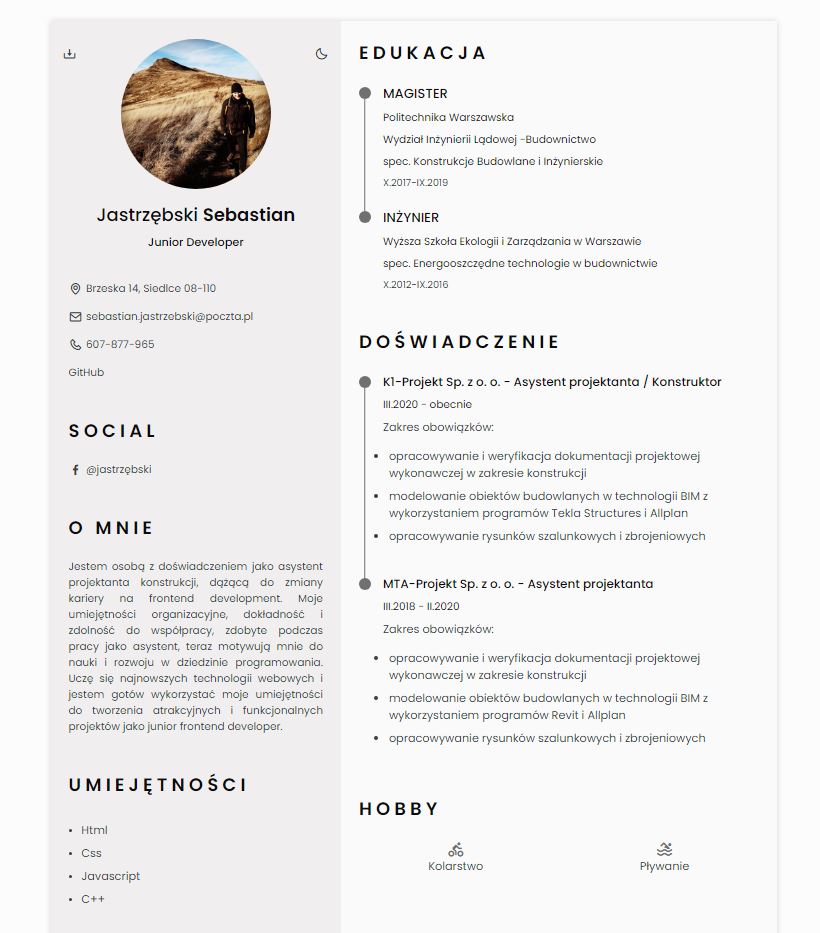 Jastrzębski Sebastian
Junior Developer
Brzeska 14, Siedlce 08-110
sebastian.jastrzebski@poczta.pl
607-877-965
GitHub
SOCIAL
@jastrzębski
O MNIE
Jestem osobą z doświadczeniem jako asystent
projektanta konstrukcji, dążącą do zmiany
kariery na frontend development. Moje
umiejętności organizacyjne, dokładność i
zdolność do współpracy, zdobyte podczas
pracy jako asystent, teraz motywują mnie do
nauki i rozwoju w dziedzinie programowania.
Uczę się najnowszych technologii webowych i
jestem gotów wykorzystać moje umiejętności
do tworzenia atrakcyjnych i funkcjonalnych
projektów jako junior frontend developer.
UMIEJĘTNOŚCI
• Html
• Css
• Javascript
• C++
EDUKACJA
MAGISTER
Politechnika Warszawska
Wydział Inżynierii Lądowej -Budownictwo
spec. Konstrukcje Budowlane i Inżynierskie
X.2017-IX.2019
INŻYNIER
Wyższa Szkoła Ekologii i Zarządzania w Warszawie
spec. Energooszczędne technologie w budownictwie
X.2012-IX.2016
DOŚWIADCZENIE
K1-Projekt Sp. z o. o. - Asystent projektanta / Konstruktor
III.2020 - obecnie
Zakres obowiązków:
▪ opracowywanie i weryfikacja dokumentacji projektowej
wykonawczej w zakresie konstrukcji
▪ modelowanie obiektów budowlanych w technologii BIM z
wykorzystaniem programów Tekla Structures i Allplan
▪ opracowywanie rysunków szalunkowych i zbrojeniowych
MTA-Projekt Sp. z o. o. - Asystent projektanta
III.2018 - II.2020
Zakres obowiązków:
• opracowywanie i weryfikacja dokumentacji projektowej
wykonawczej w zakresie konstrukcji
• modelowanie obiektów budowlanych w technologii BIM z
wykorzystaniem programów Revit i Allplan
• opracowywanie rysunków szalunkowych i zbrojeniowych
HOBBY
Kolarstwo
Pływanie